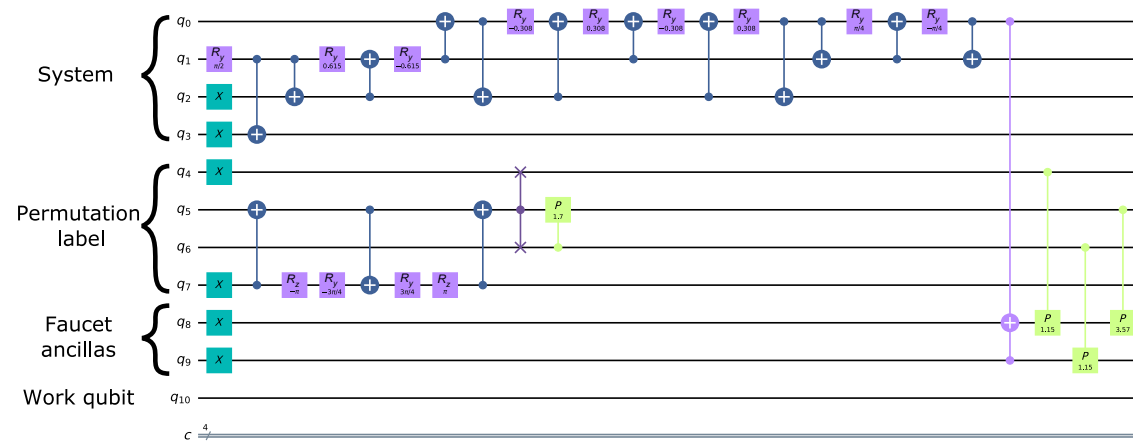 q0 Ry -0.308 Ry 0.308 Ry -0.308 Ry 0.308 Ry π/4 Ry -π/4
System
q1 Ry π/2 Ry 0.615 Ry -0.615
q2 X
q3 X
q4 X
Permutation
label
q5 P 1.7
q6
q7 X Rz -π Ry -3π/4 Ry 3π/4 Rz π
Faucet
ancillas
q8 X P 1.15 P 3.57
q9 X P 1.15
Work qubit q10
c 4